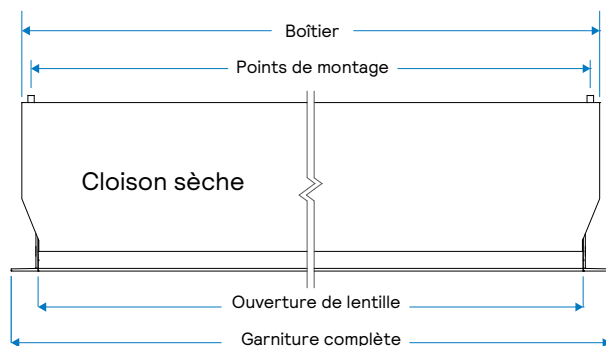 Boîtier
Points de montage
Cloison sèche
Ouverture de lentille
Garniture complète